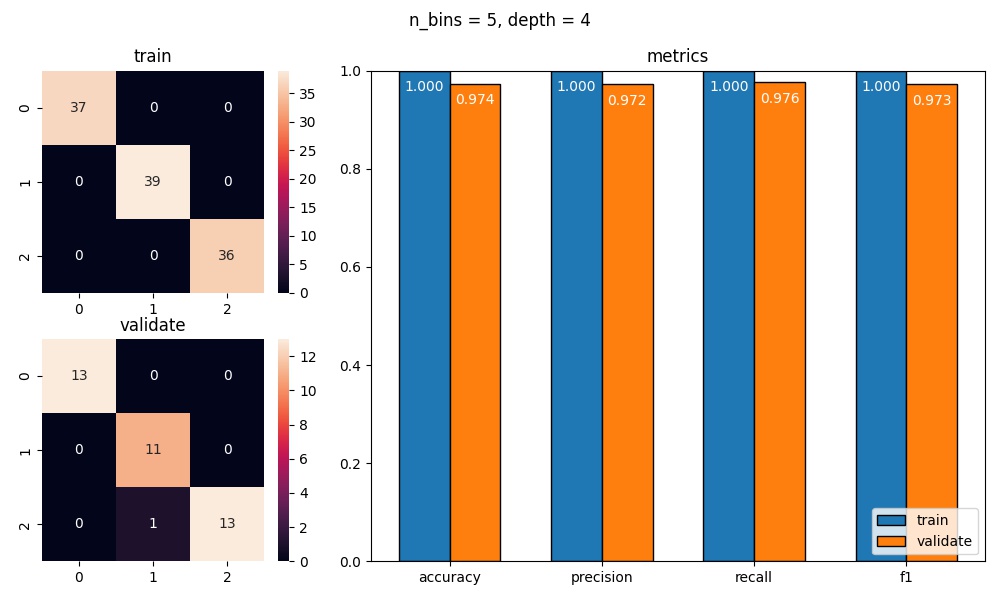 n_bins = 5, depth = 4
train
0 37 0 0
1 0 39 0
2 0 0 36
0 1 2
35
30
25
20
15
10
5
0
validate
0 13 0 0
1 0 11 0
2 0 1 13
0 1 2
12
10
8
6
4
2
0
metrics
1.0
0.8
0.6
0.4
0.2
0.0
1.000 0.974 1.000 0.972 1.000 0.976 1.000 0.973
train
validate
accuracy precision recall f1